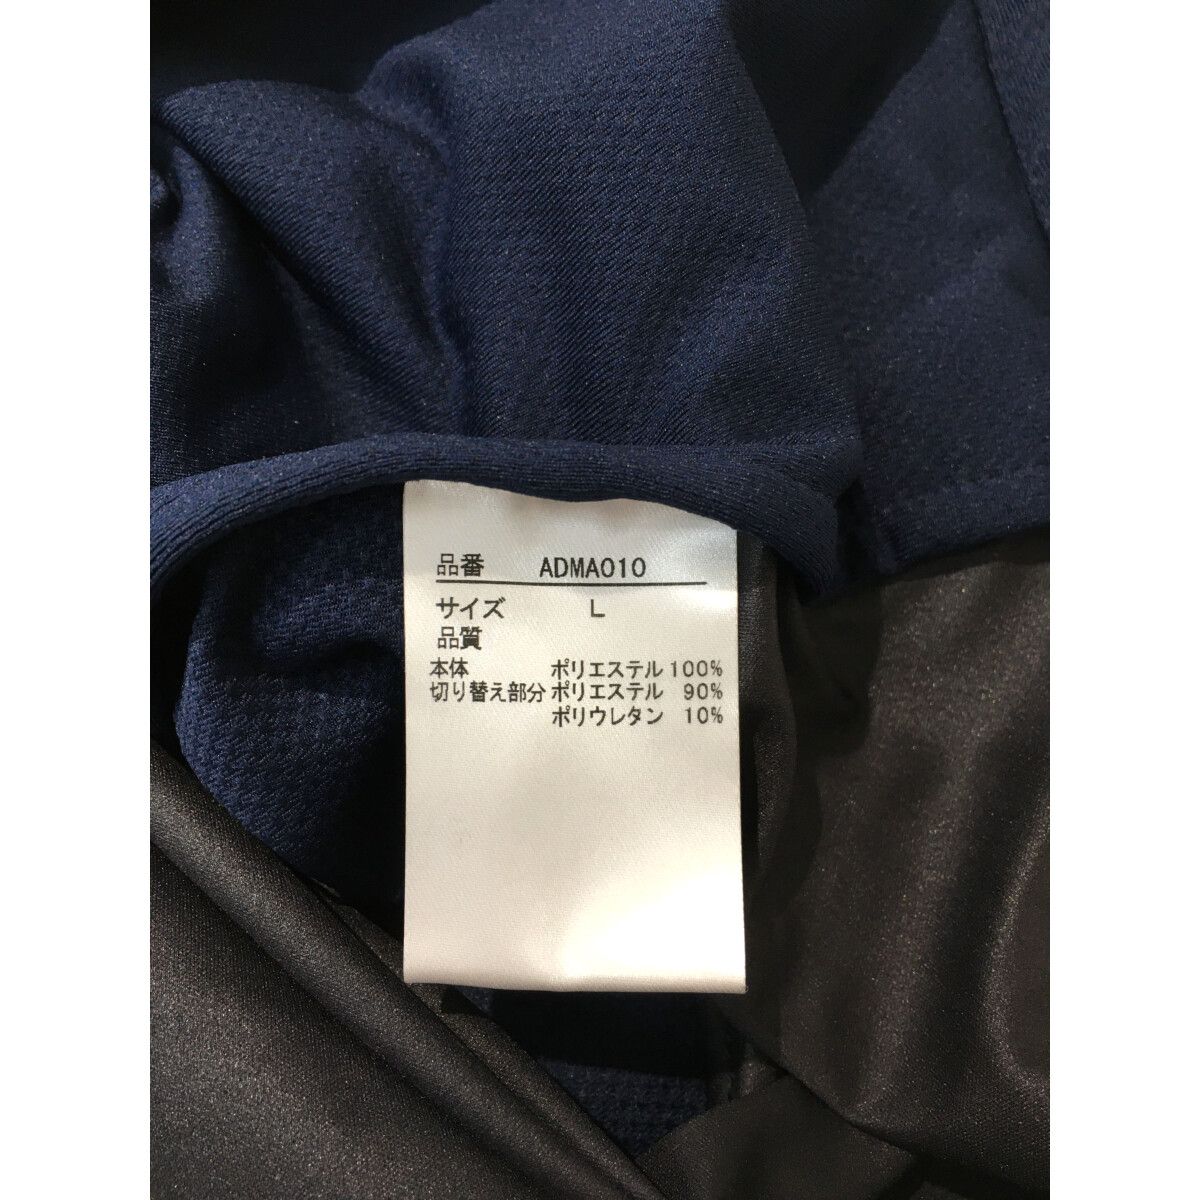 品番 ADMA010
サイズ L
品質
本体 ポリエステル 100%
切り替え部分 ポリエステル 90%
ポリウレタン 10%